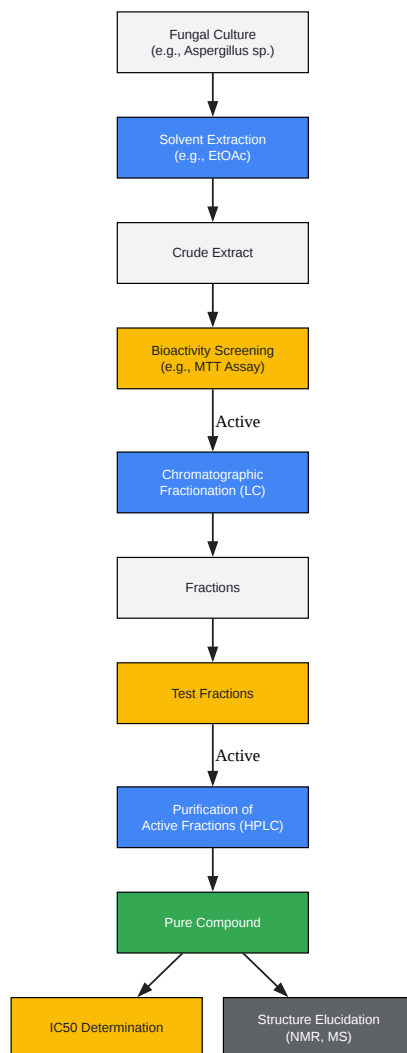 Fungal Culture
(e.g., Aspergillus sp.)
Solvent Extraction
(e.g., EtOAc)
Crude Extract
Bioactivity Screening
(e.g., MTT Assay)
Active
Chromatographic
Fractionation (LC)
Fractions
Test Fractions
Active
Purification of
Active Fractions (HPLC)
Pure Compound
IC50 Determination
Structure Elucidation
(NMR, MS)